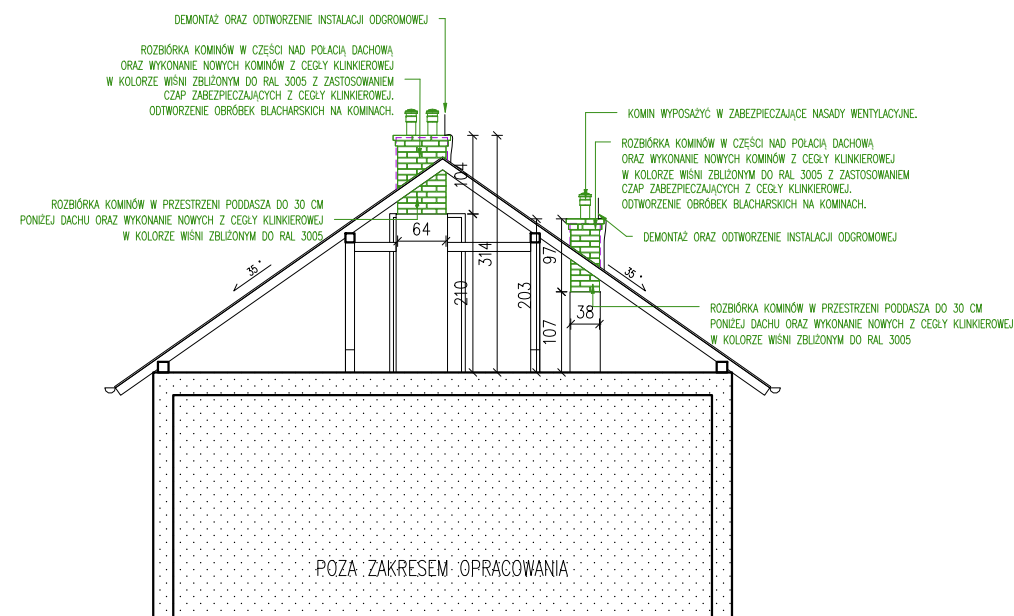 DEMONTAŻ ORAZ ODTWORZENIE INSTALACJI ODGROMOWEJ
ROZBIÓRKA KOMINÓW W CZĘŚCI NAD POŁACIĄ DACHOWĄ
ORAZ WYKONANIE NOWYCH KOMINÓW Z CEGŁY KLINKIEROWEJ
W KOLORZE WIŚNI ZBLIŻONYM DO RAL 3005 Z ZASTOSOWANIEM
CZAP ZABEZPIECZAJĄCYCH Z CEGŁY KLINKIEROWEJ.
ODTWORZENIE OBRÓBEK BLACHARSKICH NA KOMINACH.
KOMIN WYPOSAŻYĆ W ZABEZPIECZAJĄCE NASADY WENTYLACYJNE.
ROZBIÓRKA KOMINÓW W CZĘŚCI NAD POŁACIĄ DACHOWĄ
ORAZ WYKONANIE NOWYCH KOMINÓW Z CEGŁY KLINKIEROWEJ
W KOLORZE WIŚNI ZBLIŻONYM DO RAL 3005 Z ZASTOSOWANIEM
CZAP ZABEZPIECZAJĄCYCH Z CEGŁY KLINKIEROWEJ.
ODTWORZENIE OBRÓBEK BLACHARSKICH NA KOMINACH.
ROZBIÓRKA KOMINÓW W PRZESTRZENI PODDASZA DO 30 CM
PONIŻEJ DACHU ORAZ WYKONANIE NOWYCH Z CEGŁY KLINKIEROWEJ
W KOLORZE WIŚNI ZBLIŻONYM DO RAL 3005
DEMONTAŻ ORAZ ODTWORZENIE INSTALACJI ODGROMOWEJ
104
64
314
97
35°
35°
210
203
107
38
ROZBIÓRKA KOMINÓW W PRZESTRZENI PODDASZA DO 30 CM
PONIŻEJ DACHU ORAZ WYKONANIE NOWYCH Z CEGŁY KLINKIEROWEJ
W KOLORZE WIŚNI ZBLIŻONYM DO RAL 3005
POZA ZAKRESEM OPRACOWANIA